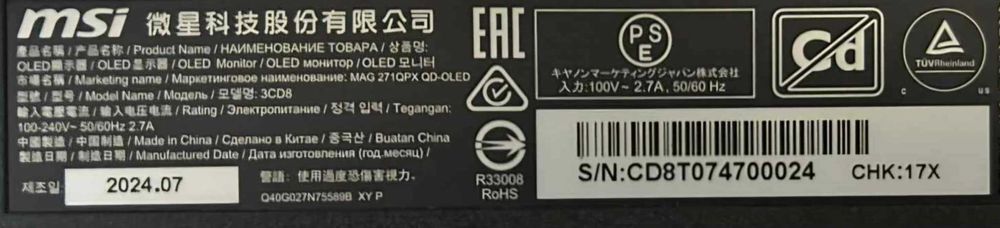 msi 微星科技股份有限公司
產品名稱 / 产品名称 / Product Name / НАИМЕНОВАНИЕ ТОВАРА / 상품명:
OLED顯示器 / OLED显示器 / OLED Monitor / OLED монитор / OLED 모니터
市場名稱 / Marketing name / Маркетинговое наименование: MAG 271QPX QD-OLED
型號 / 型号 / Model Name / Модель / 모델명: 3CD8
輸入電壓電流 / 输入电压电流 / Rating / Электропитание / 정격 입력 / Tegangan:
100-240V~ 50/60Hz 2.7A
中國製造 / 中国制造 / Made in China / Сделано в Китае / 중국산 / Buatan China
製造日期 / 制造日期 / Manufactured Date / Дата изготовления (год.месяц) /
제조일: 2024.07
警語: 使用過度恐傷害視力。
Q40G027N75589B XY P
EAC
R33008
RoHS
PSE
キヤノンマーケティングジャパン株式会社
入力:100V~ 2.7A, 50/60 Hz
Cd
TÜVRheinland
C US
S/N:CD8T074700024 CHK:17X